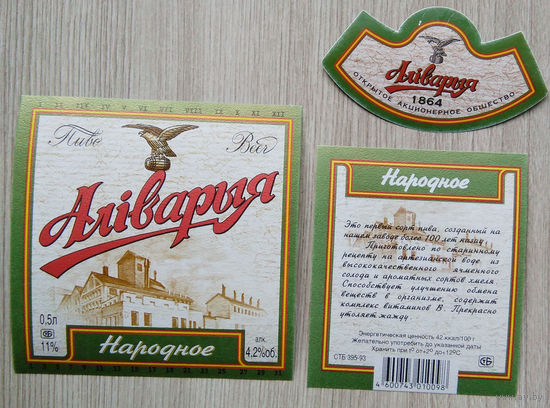 Аліварыя
1864
ОТКРЫТОЕ АКЦИОНЕРНОЕ ОБЩЕСТВО
Пиво
Beer
Аліварыя
0,5л
11%
алк.
4,2%об.
Народное
Народное
Это первый сорт пива, созданный на
нашем заводе более 100 лет назад.
Приготовлено по старинному
рецепту на артезианской воде из
высококачественного ячменного
солода и ароматных сортов хмеля.
Способствует улучшению обмена
веществ в организме, содержит
комплекс витаминов В. Прекрасно
утоляет жажду.
Энергетическая ценность 42 ккал/100 г
Желательно употребить до указанной даты
Хранить при t° от+2° до+12°С
СТБ 395-93
4 600743 010098